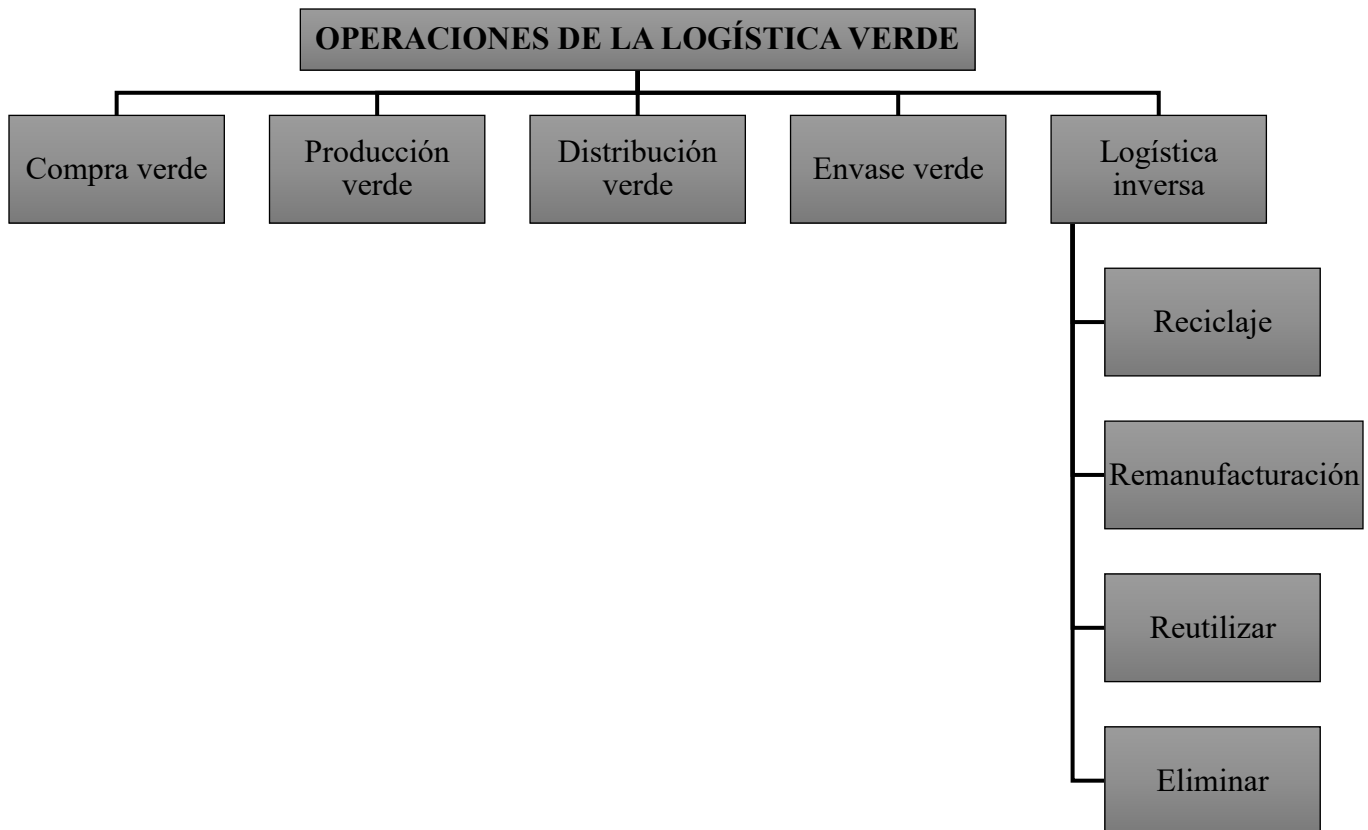 OPERACIONES DE LA LOGÍSTICA VERDE
Compra verde
Producción
verde
Distribución
verde
Envase verde
Logística
inversa
Reciclaje
Remanufacturación
Reutilizar
Eliminar